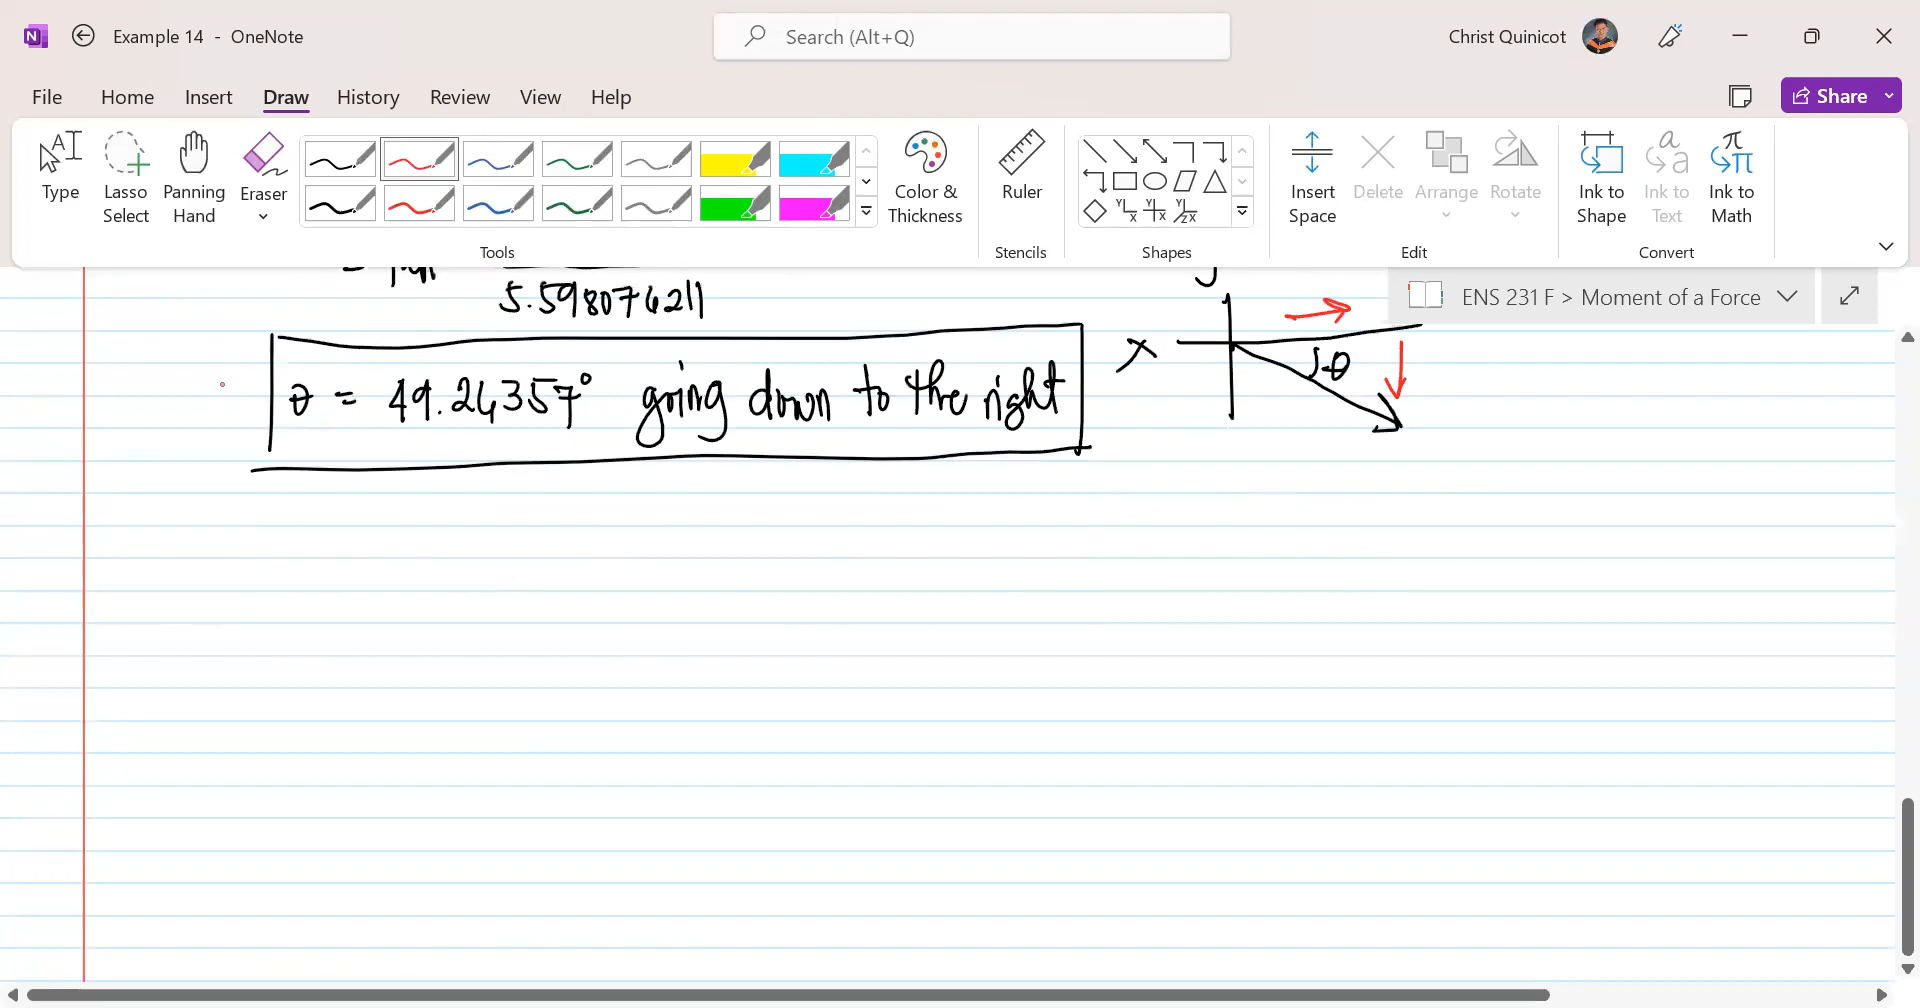 Example 14 - OneNote
Search (Alt+Q)
Christ Quinicot
File Home Insert Draw History Review View Help
Share
Type
Lasso Select
Panning Hand
Eraser
Color & Thickness
Ruler
Insert Space
Delete
Arrange
Rotate
Ink to Shape
Ink to Text
Ink to Math
Tools
Stencils
Shapes
Edit
Convert
ENS 231 F > Moment of a Force
5.598076211
θ = 49.24357° going down to the right
x
θ